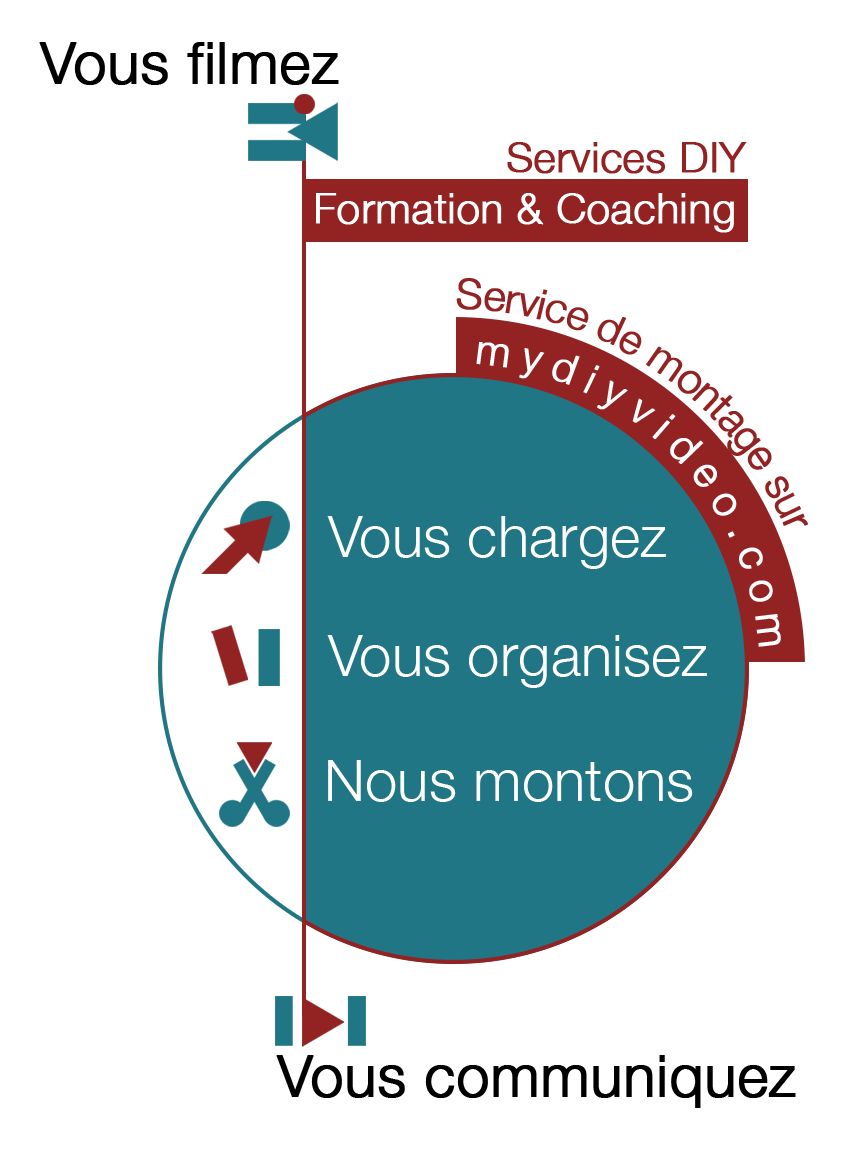 Vous filmez
Services DIY
Formation & Coaching
Service de montage sur
mydiyvideo.com
Vous chargez
Vous organisez
Nous montons
Vous communiquez